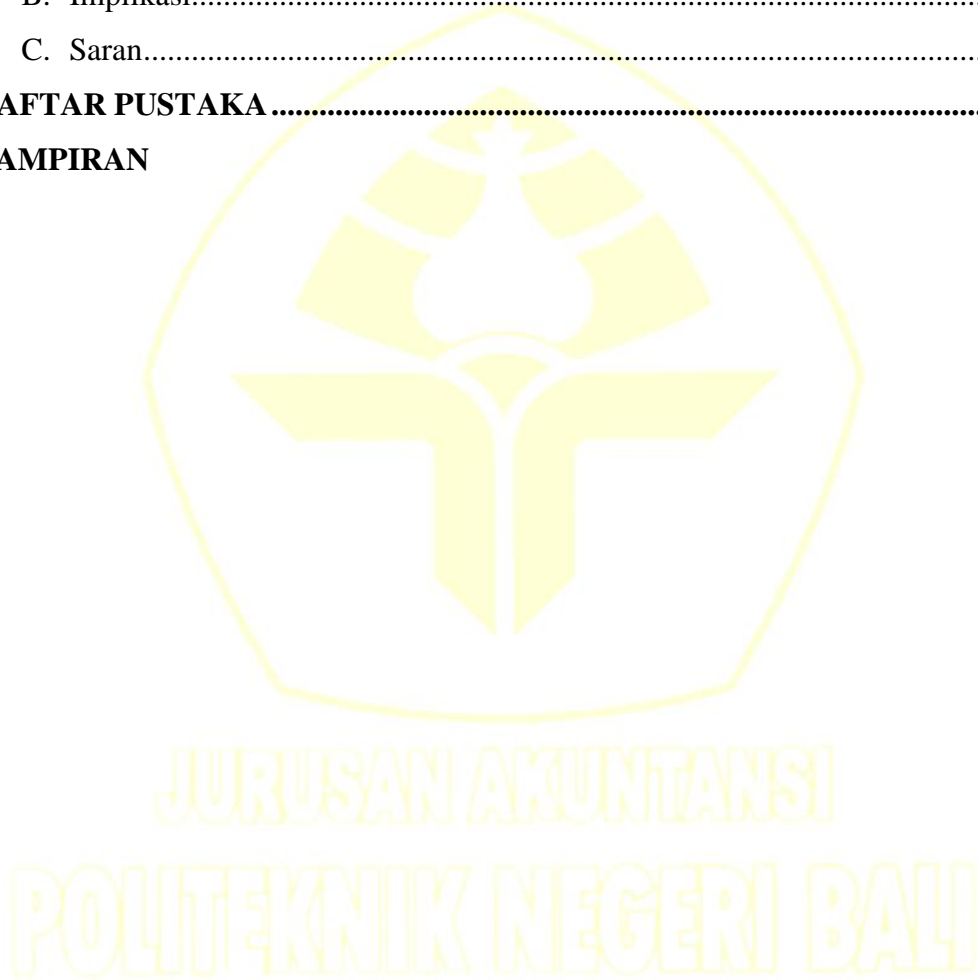 B. Implikasi....................................................................................................
C. Saran..........................................................................................................
AFTAR PUSTAKA........................................................................................
AMPIRAN
JURUSAN AKUNTANSI
POLITEKNIK NEGERI BALI